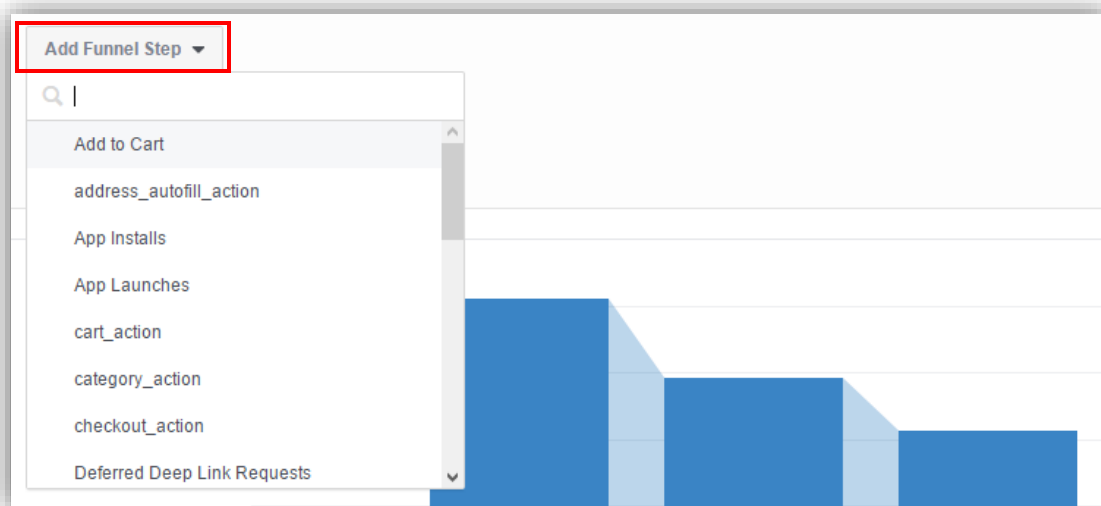 Add Funnel Step
Add to Cart
address_autofill_action
App Installs
App Launches
cart_action
category_action
checkout_action
Deferred Deep Link Requests